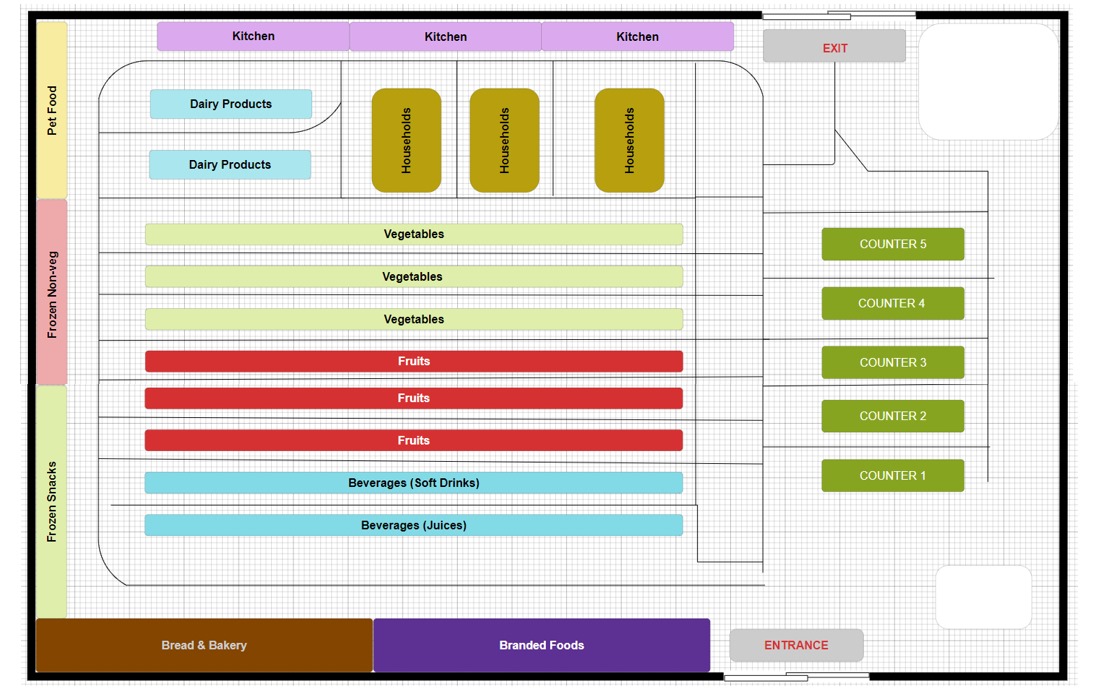 Kitchen
Kitchen
Kitchen
EXIT
Pet Food
Dairy Products
Households
Households
Households
Dairy Products
Frozen Non-veg
Vegetables
COUNTER 5
Vegetables
COUNTER 4
Vegetables
Fruits
COUNTER 3
Fruits
COUNTER 2
Fruits
Frozen Snacks
Beverages (Soft Drinks)
COUNTER 1
Beverages (Juices)
Bread & Bakery
Branded Foods
ENTRANCE